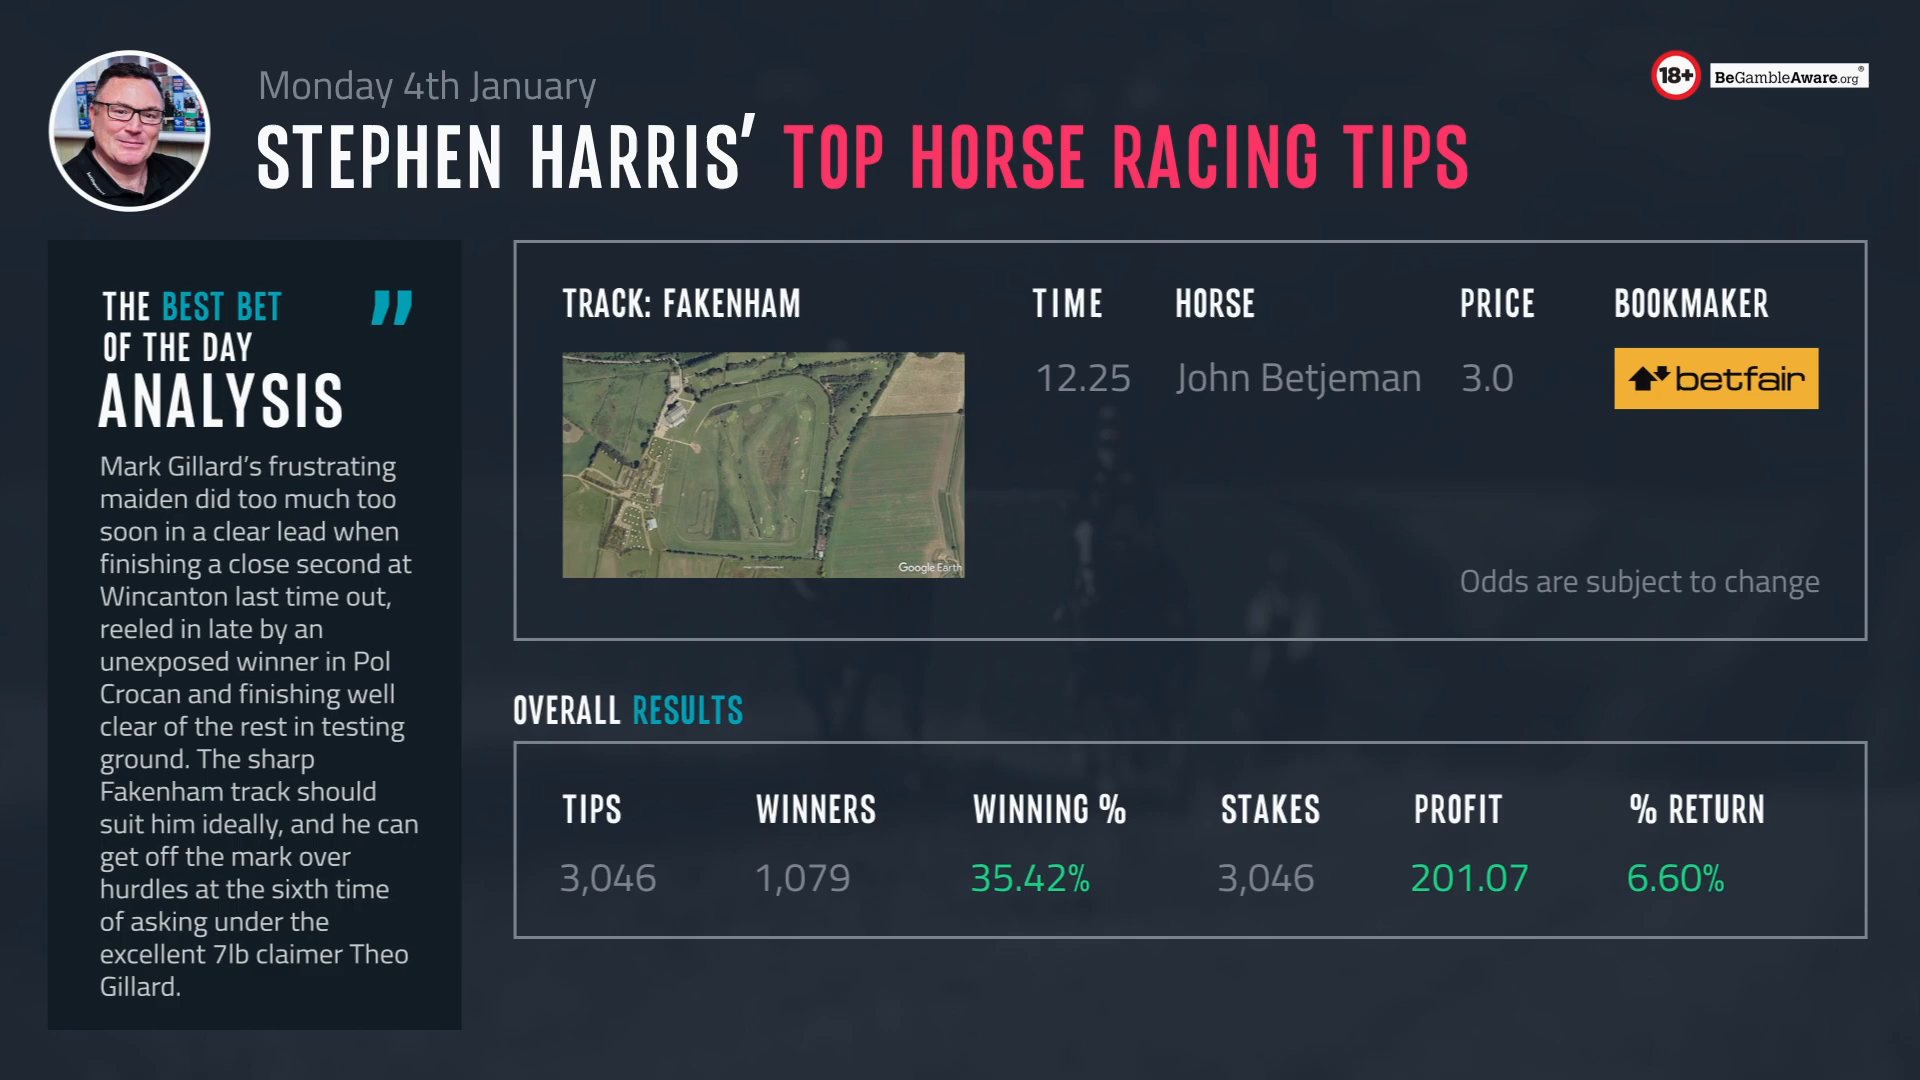 Monday 4th January
STEPHEN HARRIS' TOP HORSE RACING TIPS
18+
BeGambleAware.org®
THE BEST BET
OF THE DAY
ANALYSIS
”
Mark Gillard’s frustrating
maiden did too much too
soon in a clear lead when
finishing a close second at
Wincanton last time out,
reeled in late by an
unexposed winner in Pol
Crocan and finishing well
clear of the rest in testing
ground. The sharp
Fakenham track should
suit him ideally, and he can
get off the mark over
hurdles at the sixth time
of asking under the
excellent 7lb claimer Theo
Gillard.
TRACK: FAKENHAM
Google Earth
TIME HORSE PRICE BOOKMAKER
12.25 John Betjeman 3.0 betfair
Odds are subject to change
OVERALL RESULTS
TIPS WINNERS WINNING % STAKES PROFIT % RETURN
3,046 1,079 35.42% 3,046 201.07 6.60%